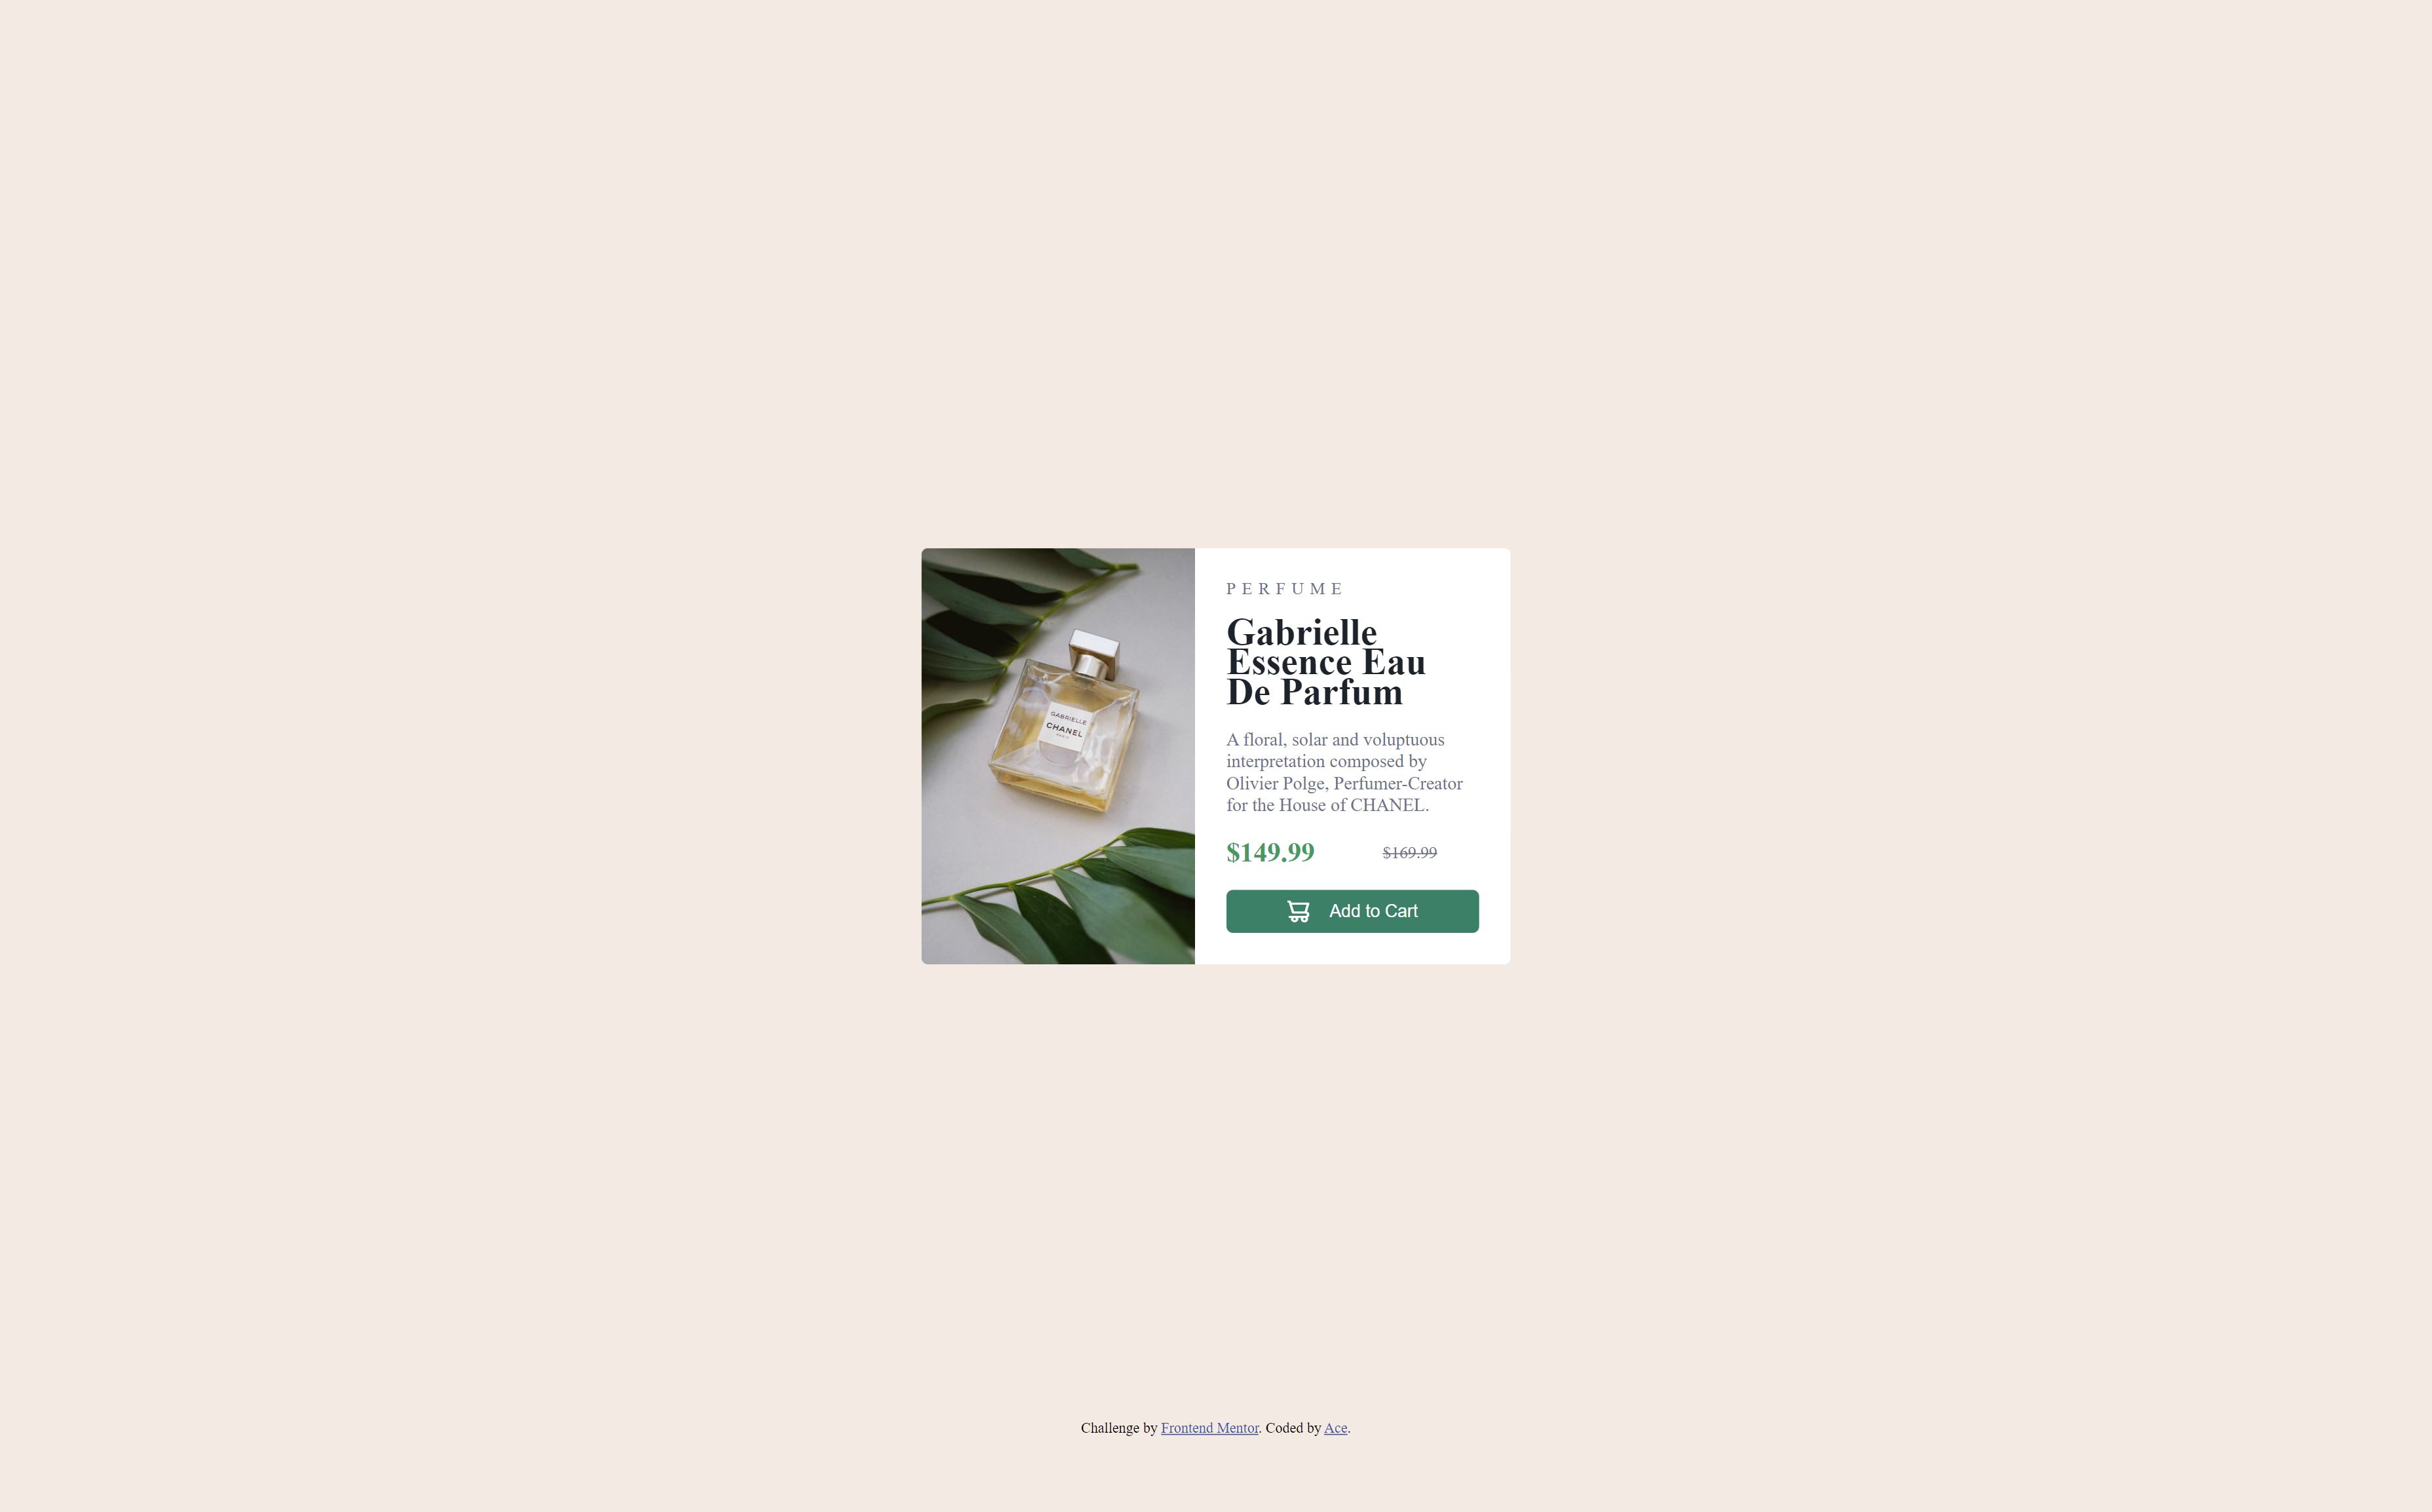 GABRIELLE
CHANEL
PARIS
PERFUME
Gabrielle
Essence Eau
De Parfum
A floral, solar and voluptuous
interpretation composed by
Olivier Polge, Perfumer-Creator
for the House of CHANEL.
$149.99 $169.99
Add to Cart
Challenge by Frontend Mentor. Coded by Ace.